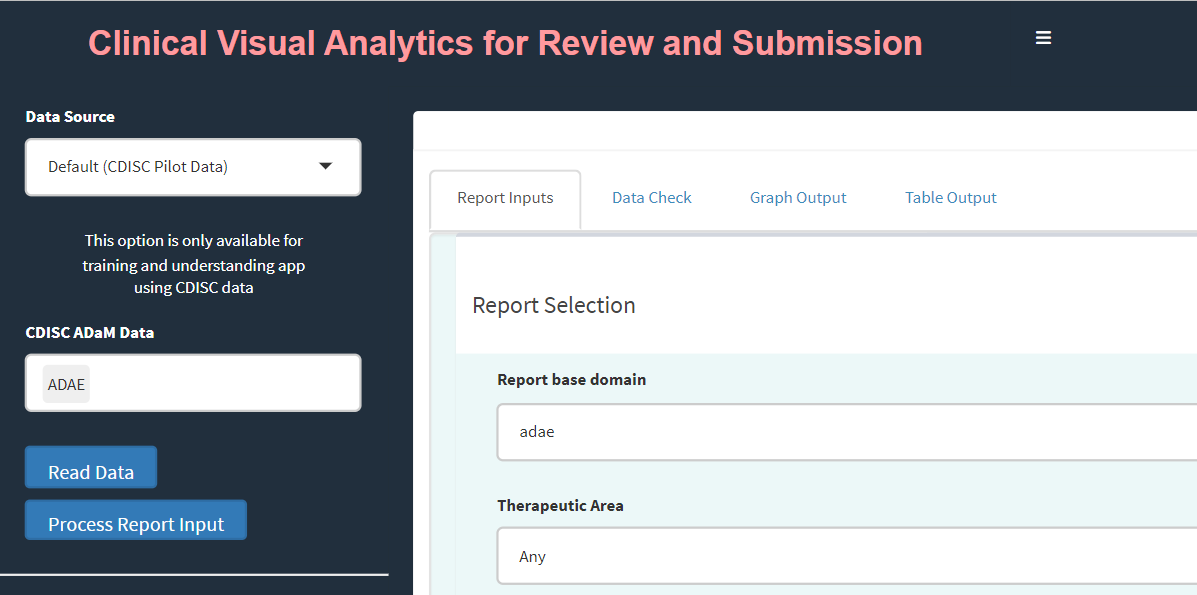 Clinical Visual Analytics for Review and Submission
Data Source
Default (CDISC Pilot Data)
This option is only available for
training and understanding app
using CDISC data
CDISC ADaM Data
ADAE
Read Data
Process Report Input
Report Inputs
Data Check
Graph Output
Table Output
Report Selection
Report base domain
adae
Therapeutic Area
Any